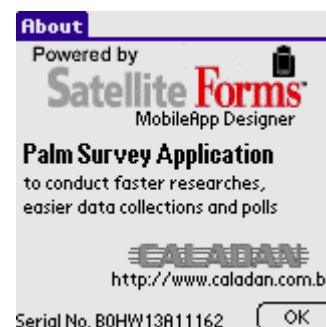 About
Powered by
Satellite Forms
MobileApp Designer
Palm Survey Application
to conduct faster researches,
easier data collections and polls
CALADAN
http://www.caladan.com.b
Serial No. B0HW13A11162
OK